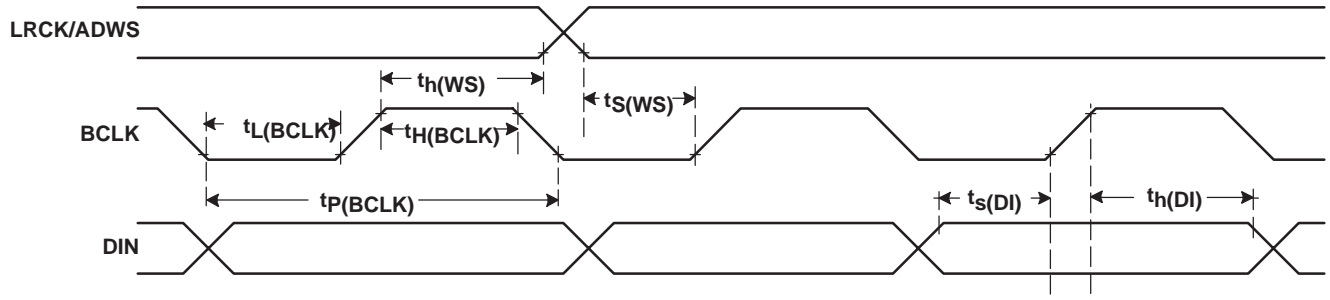 LRCK/ADWS
th(WS)
tS(WS)
BCLK
tL(BCLK)
tH(BCLK)
tP(BCLK)
ts(DI)
th(DI)
DIN